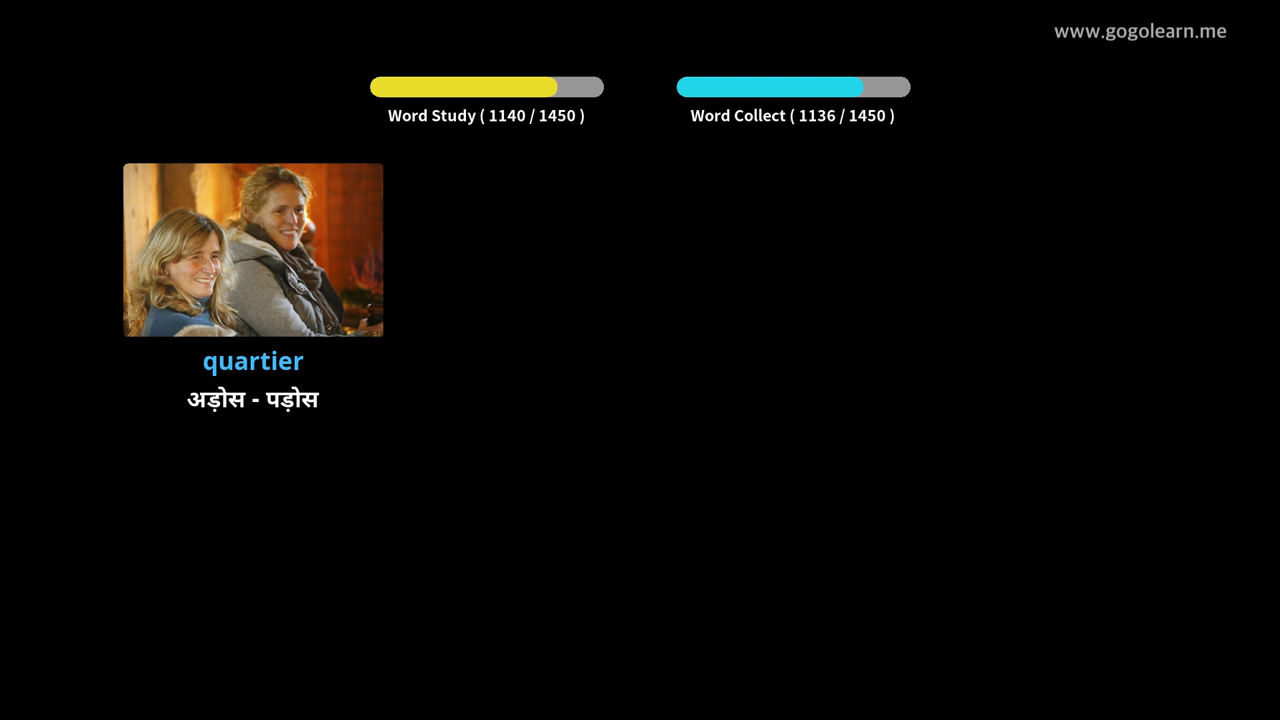 www.gogolearn.me
Word Study ( 1140 / 1450 )
Word Collect ( 1136 / 1450 )
quartier
अड़ोस - पड़ोस